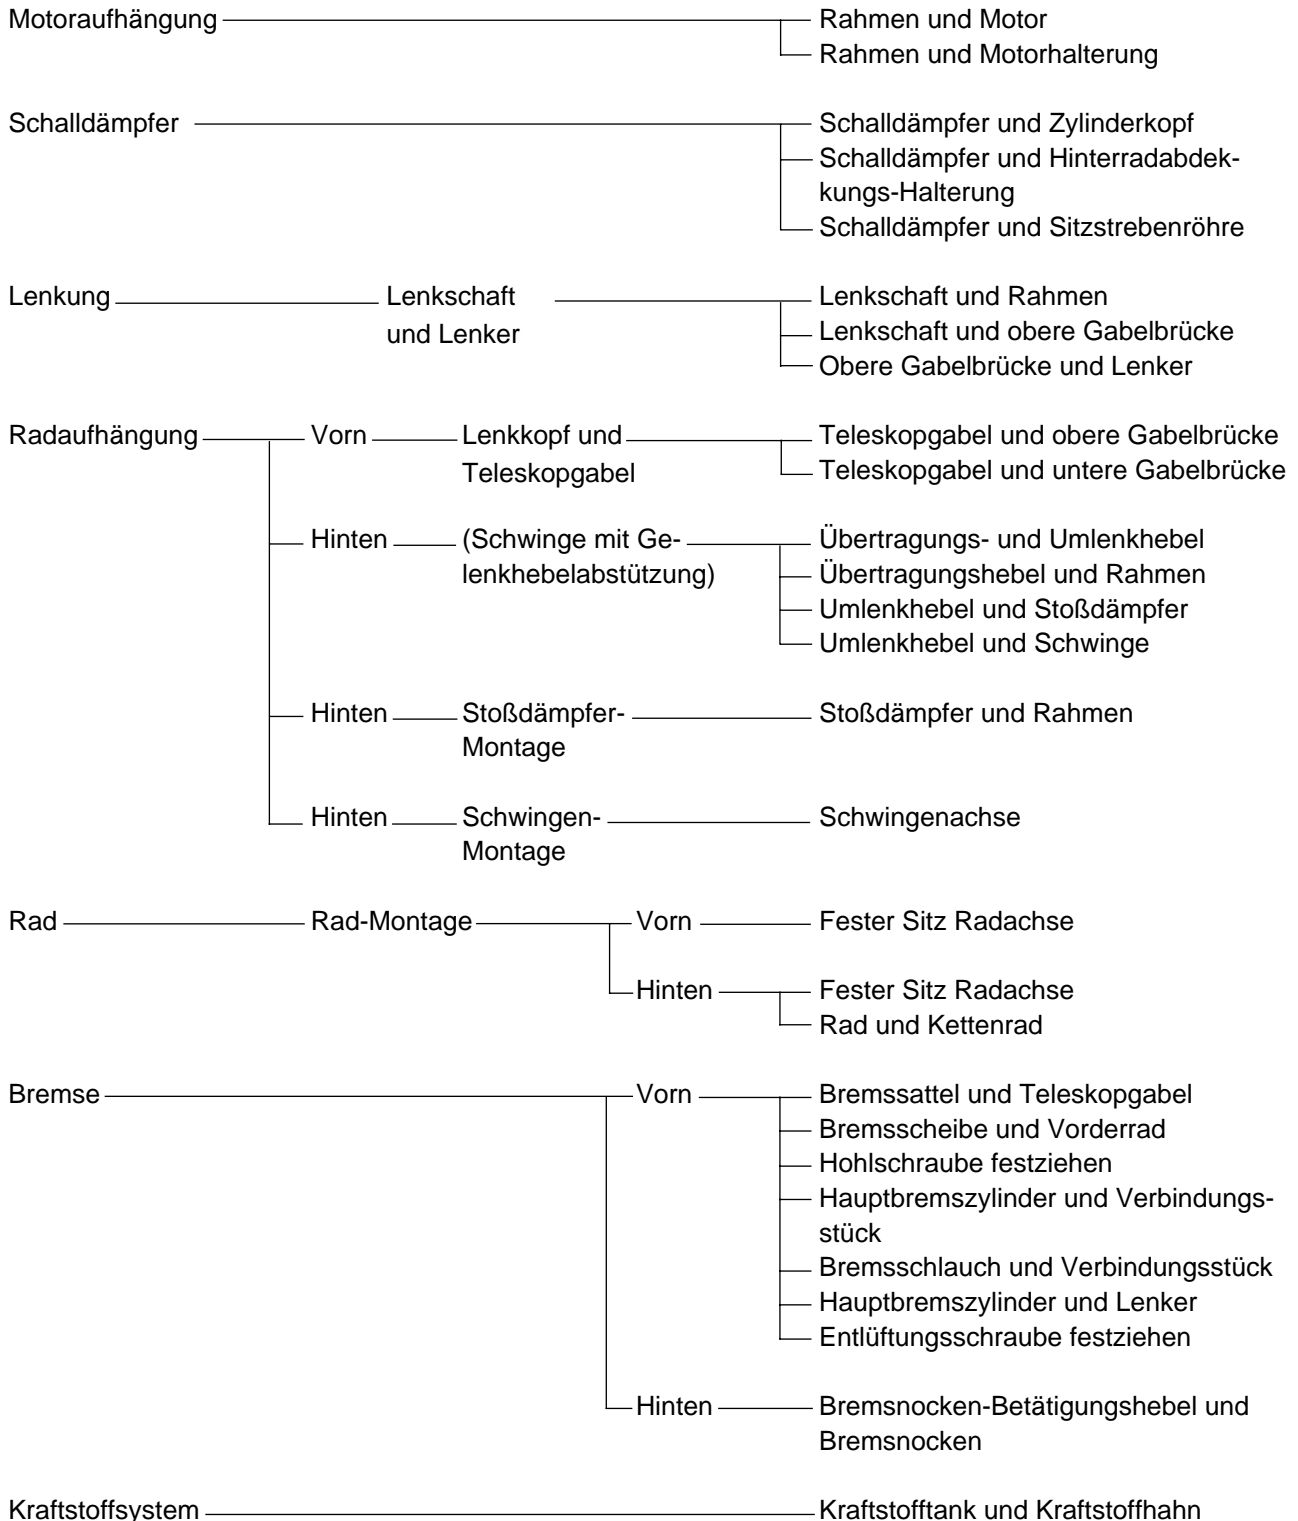 Motoraufhängung Rahmen und Motor
Rahmen und Motorhalterung
Schalldämpfer Schalldämpfer und Zylinderkopf
Schalldämpfer und Hinterradabdek-
kungs-Halterung
Schalldämpfer und Sitzstrebenröhre
Lenkung Lenkschaft Lenkschaft und Rahmen
und Lenker Lenkschaft und obere Gabelbrücke
Obere Gabelbrücke und Lenker
Radaufhängung Vorn Lenkkopf und Teleskopgabel und obere Gabelbrücke
Teleskopgabel Teleskopgabel und untere Gabelbrücke
Hinten (Schwinge mit Ge- Übertragungs- und Umlenkhebel
lenkhebelabstützung) Übertragungshebel und Rahmen
Umlenkhebel und Stoßdämpfer
Umlenkhebel und Schwinge
Hinten Stoßdämpfer- Stoßdämpfer und Rahmen
Montage
Hinten Schwingen- Schwingenachse
Montage
Rad Rad-Montage Vorn Fester Sitz Radachse
Hinten Fester Sitz Radachse
Rad und Kettenrad
Bremse Vorn Bremssattel und Teleskopgabel
Bremsscheibe und Vorderrad
Hohlschraube festziehen
Hauptbremszylinder und Verbindungs-
stück
Bremsschlauch und Verbindungsstück
Hauptbremszylinder und Lenker
Entlüftungsschraube festziehen
Hinten Bremsnocken-Betätigungshebel und
Bremsnocken
Kraftstoffsystem Kraftstofftank und Kraftstoffhahn